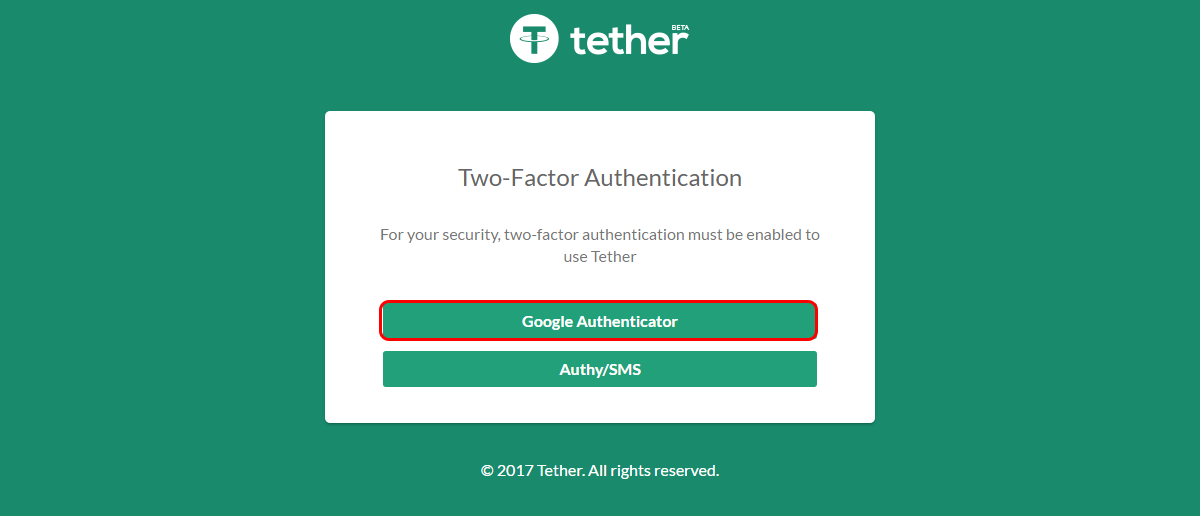 tether BETA
Two-Factor Authentication
For your security, two-factor authentication must be enabled to
use Tether
Google Authenticator
Authy/SMS
© 2017 Tether. All rights reserved.